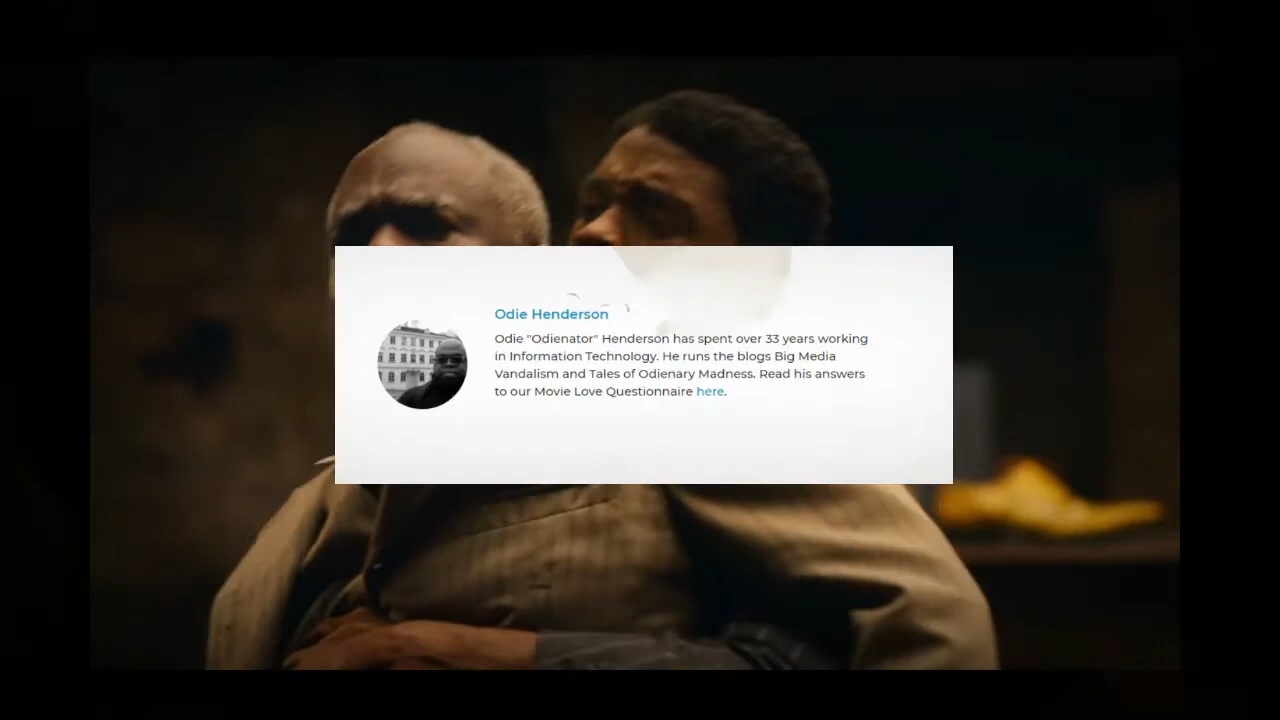 Odie Henderson
Odie "Odienator" Henderson has spent over 33 years working
in Information Technology. He runs the blogs Big Media
Vandalism and Tales of Odienary Madness. Read his answers
to our Movie Love Questionnaire here.